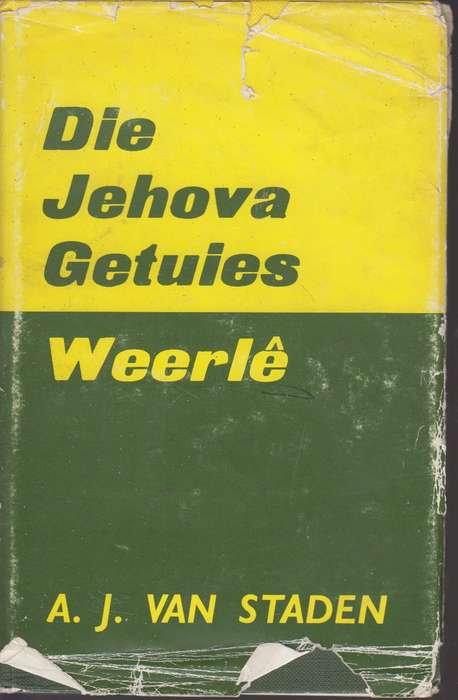 Die
Jehova
Getuies
Weerlê
A. J. VAN STADEN